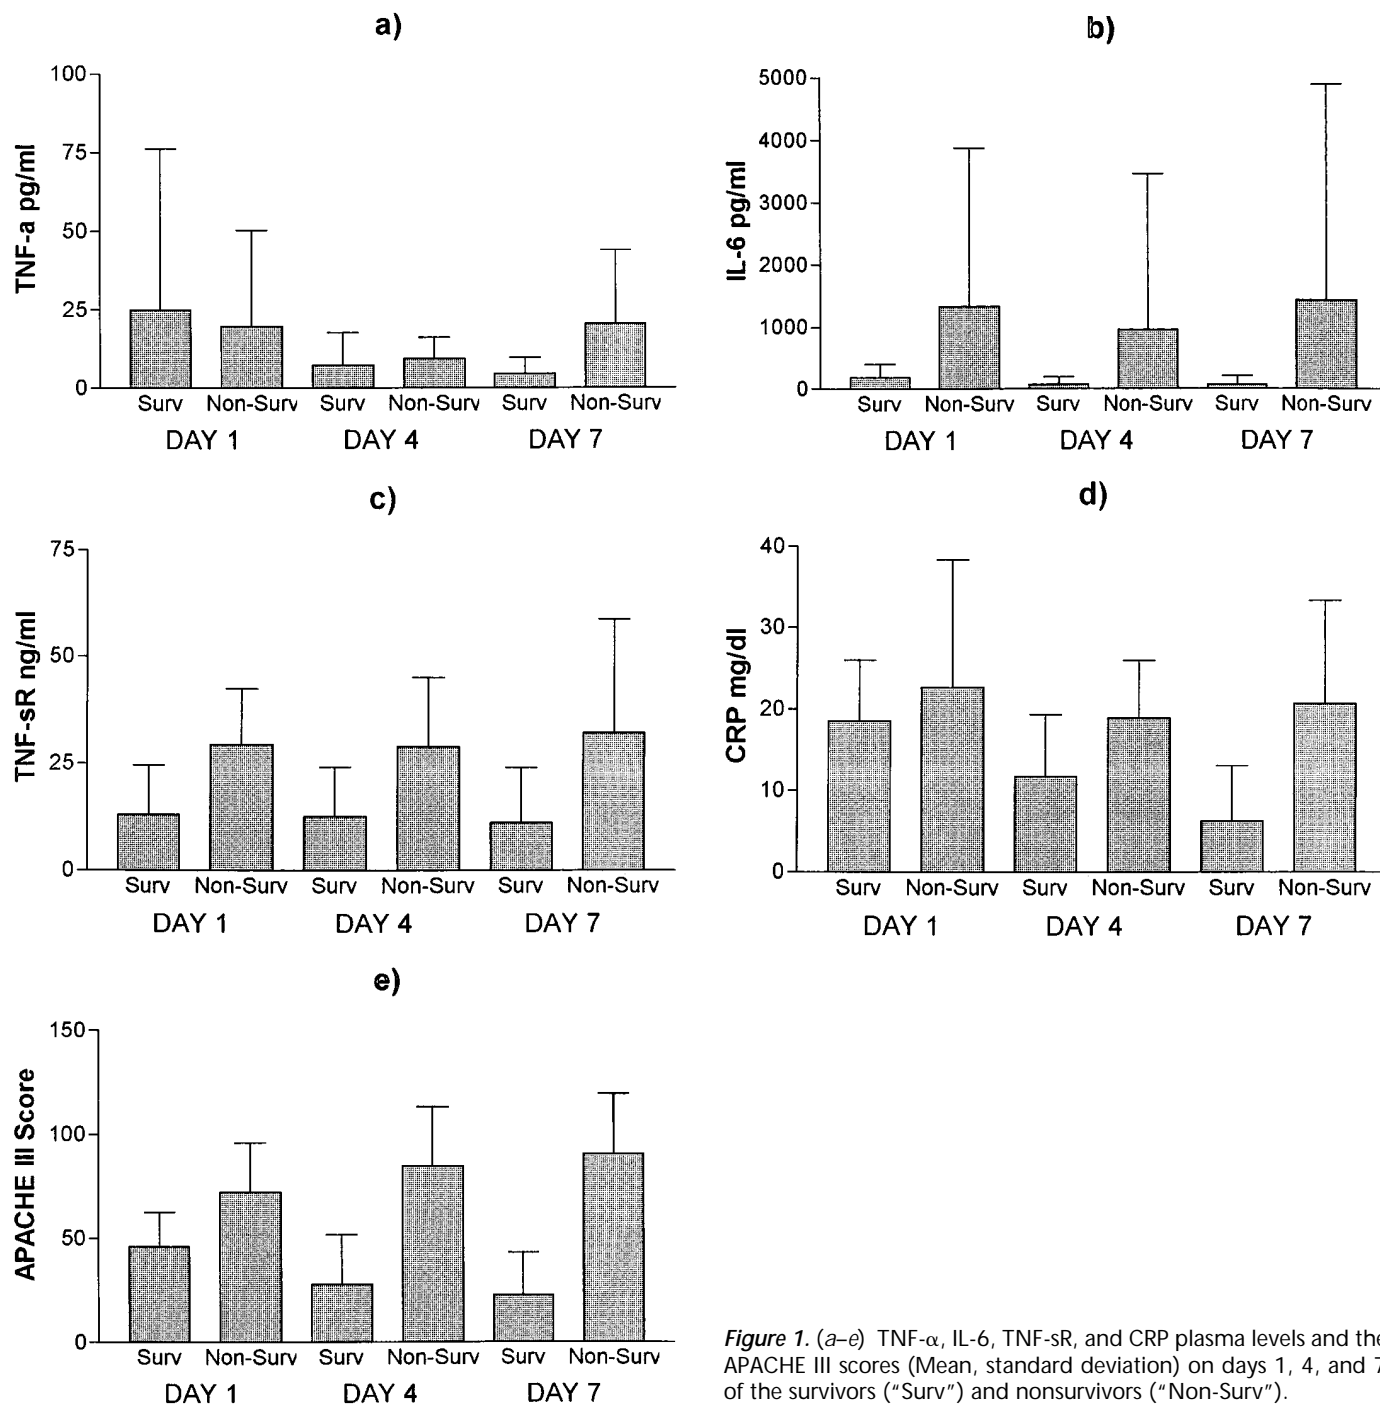 a)
100
75
50
25
0
TNF-a pg/ml
Surv Non-Surv Surv Non-Surv Surv Non-Surv
DAY 1 DAY 4 DAY 7
b)
5000
4000
3000
2000
1000
0
IL-6 pg/ml
Surv Non-Surv Surv Non-Surv Surv Non-Surv
DAY 1 DAY 4 DAY 7
c)
75
50
25
0
TNF-sR ng/ml
Surv Non-Surv Surv Non-Surv Surv Non-Surv
DAY 1 DAY 4 DAY 7
d)
40
30
20
10
0
CRP mg/dl
Surv Non-Surv Surv Non-Surv Surv Non-Surv
DAY 1 DAY 4 DAY 7
e)
150
100
50
0
APACHE III Score
Surv Non-Surv Surv Non-Surv Surv Non-Surv
DAY 1 DAY 4 DAY 7
Figure 1. (a–e) TNF-α, IL-6, TNF-sR, and CRP plasma levels and the
APACHE III scores (Mean, standard deviation) on days 1, 4, and 7
of the survivors (“Surv”) and nonsurvivors (“Non-Surv”).